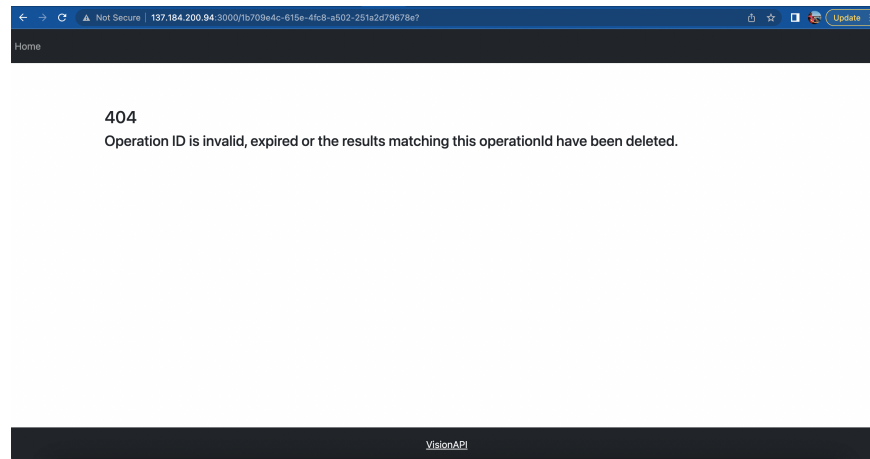 Not Secure | 137.184.200.94:3000/1b709e4c-615e-4fc8-a502-251a2d79678e?
Update
Home
404
Operation ID is invalid, expired or the results matching this operationId have been deleted.
VisionAPI